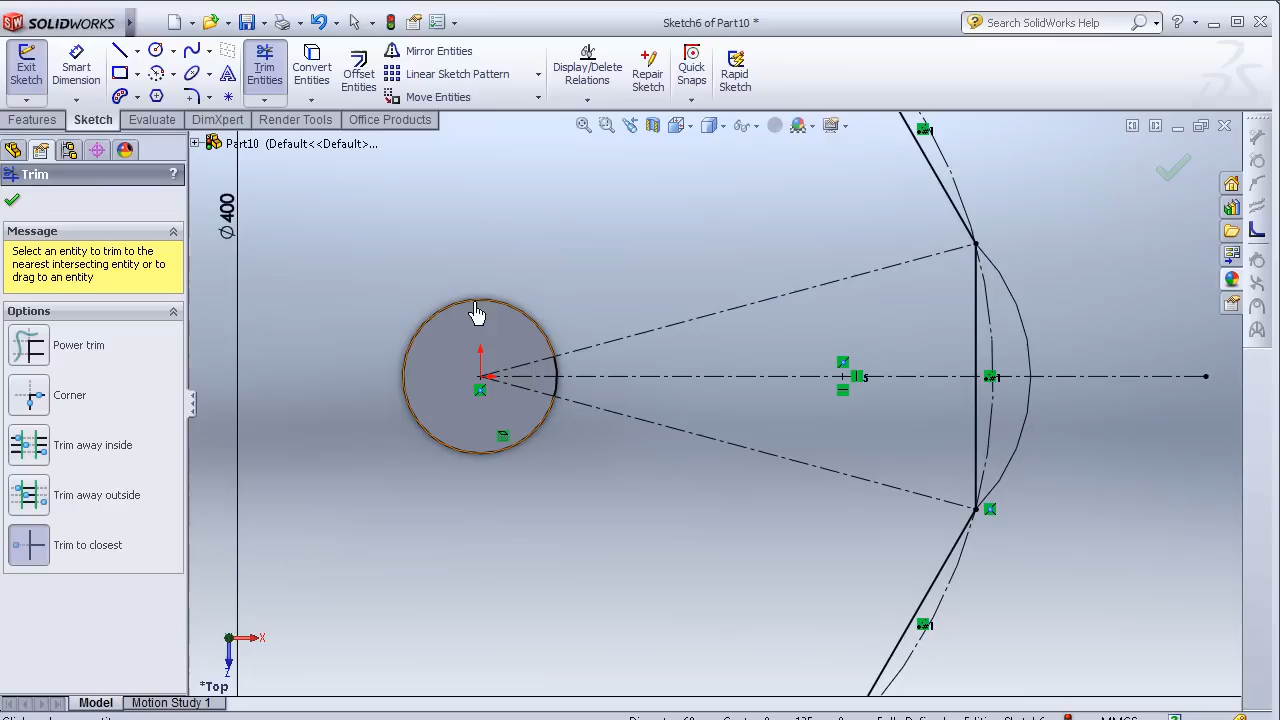 SOLIDWORKS
Sketch6 of Part10 *
Search SolidWorks Help
Exit Sketch
Smart Dimension
Trim Entities
Convert Entities
Offset Entities
Mirror Entities
Linear Sketch Pattern
Move Entities
Display/Delete Relations
Repair Sketch
Quick Snaps
Rapid Sketch
Features
Sketch
Evaluate
DimXpert
Render Tools
Office Products
Part10 (Default<<Default>...
Trim
?
Message
Select an entity to trim to the
nearest intersecting entity or to
drag to an entity
Options
Power trim
Corner
Trim away inside
Trim away outside
Trim to closest
∅400
5
1
1
1
X
Z
*Top
Model
Motion Study 1